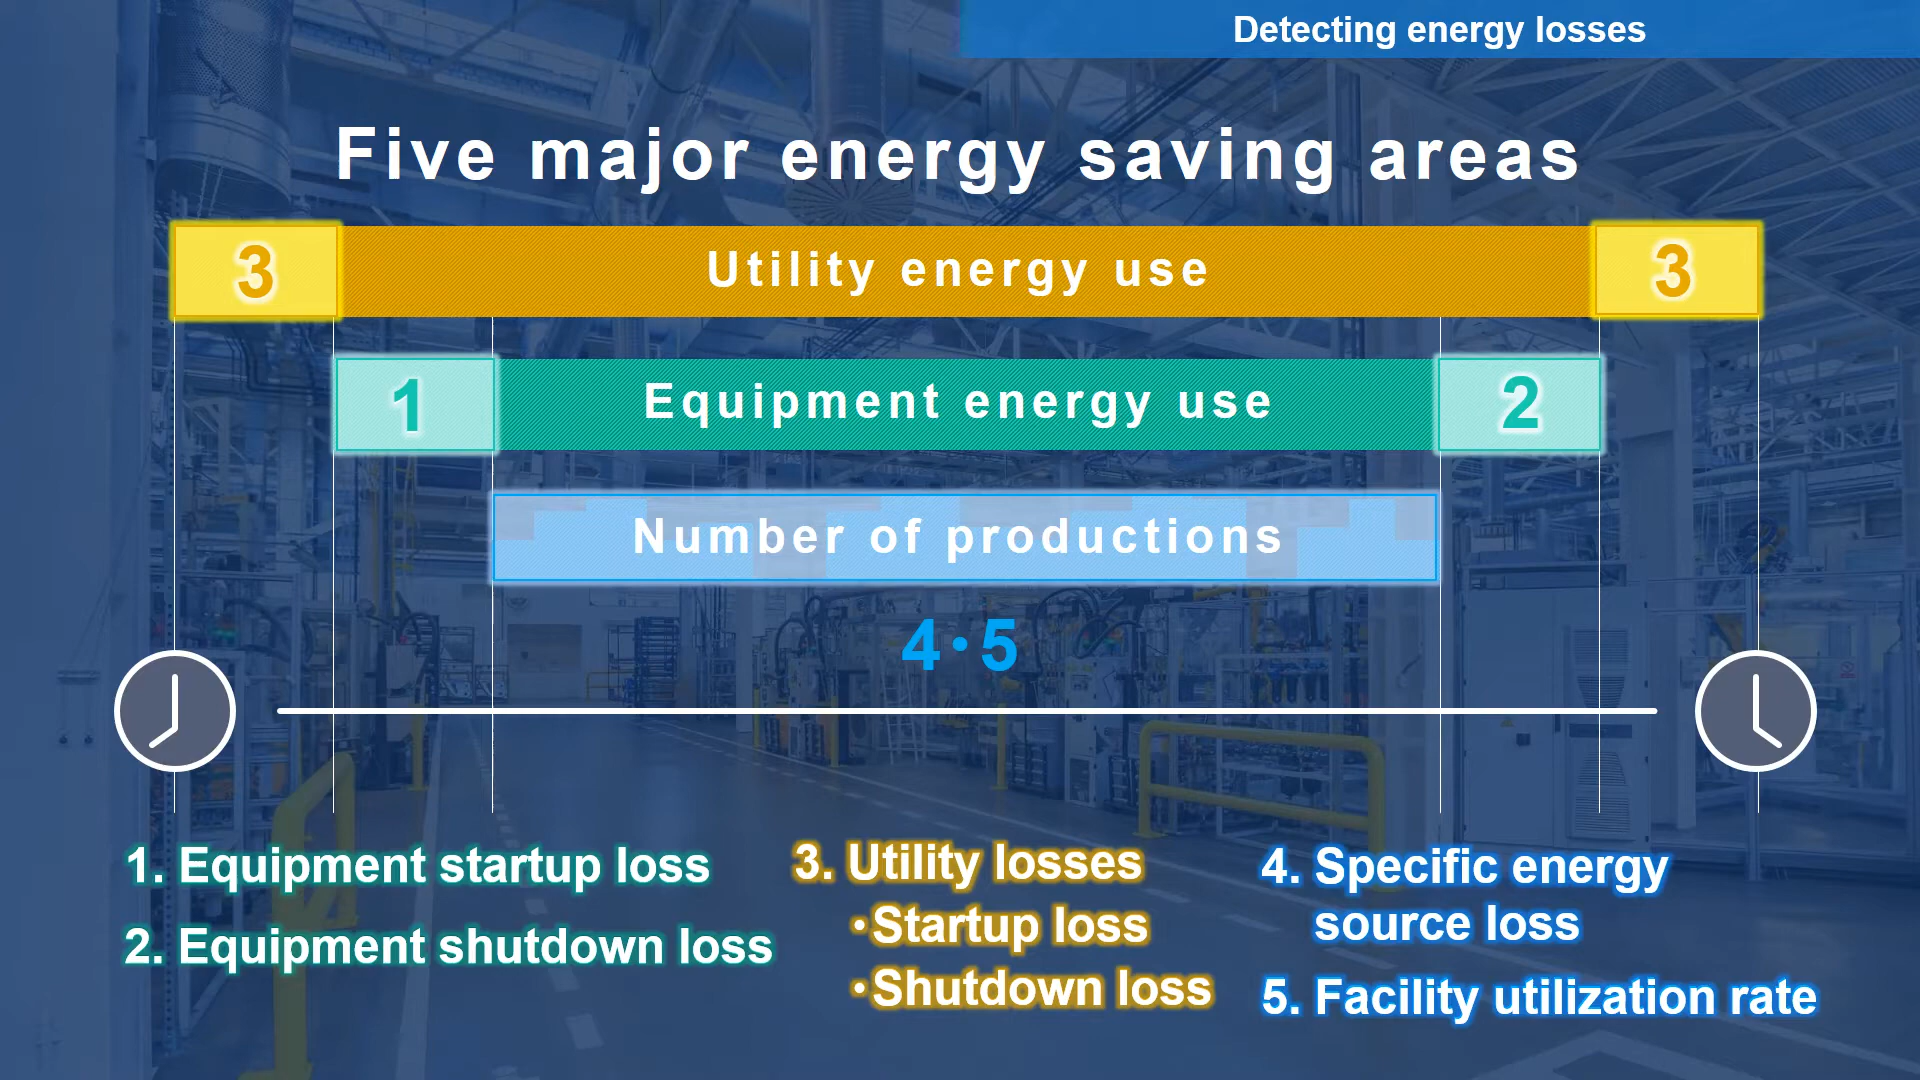 Detecting energy losses
Five major energy saving areas
3 Utility energy use 3
1 Equipment energy use 2
Number of productions
4・5
1. Equipment startup loss
2. Equipment shutdown loss
3. Utility losses
・Startup loss
・Shutdown loss
4. Specific energy
source loss
5. Facility utilization rate